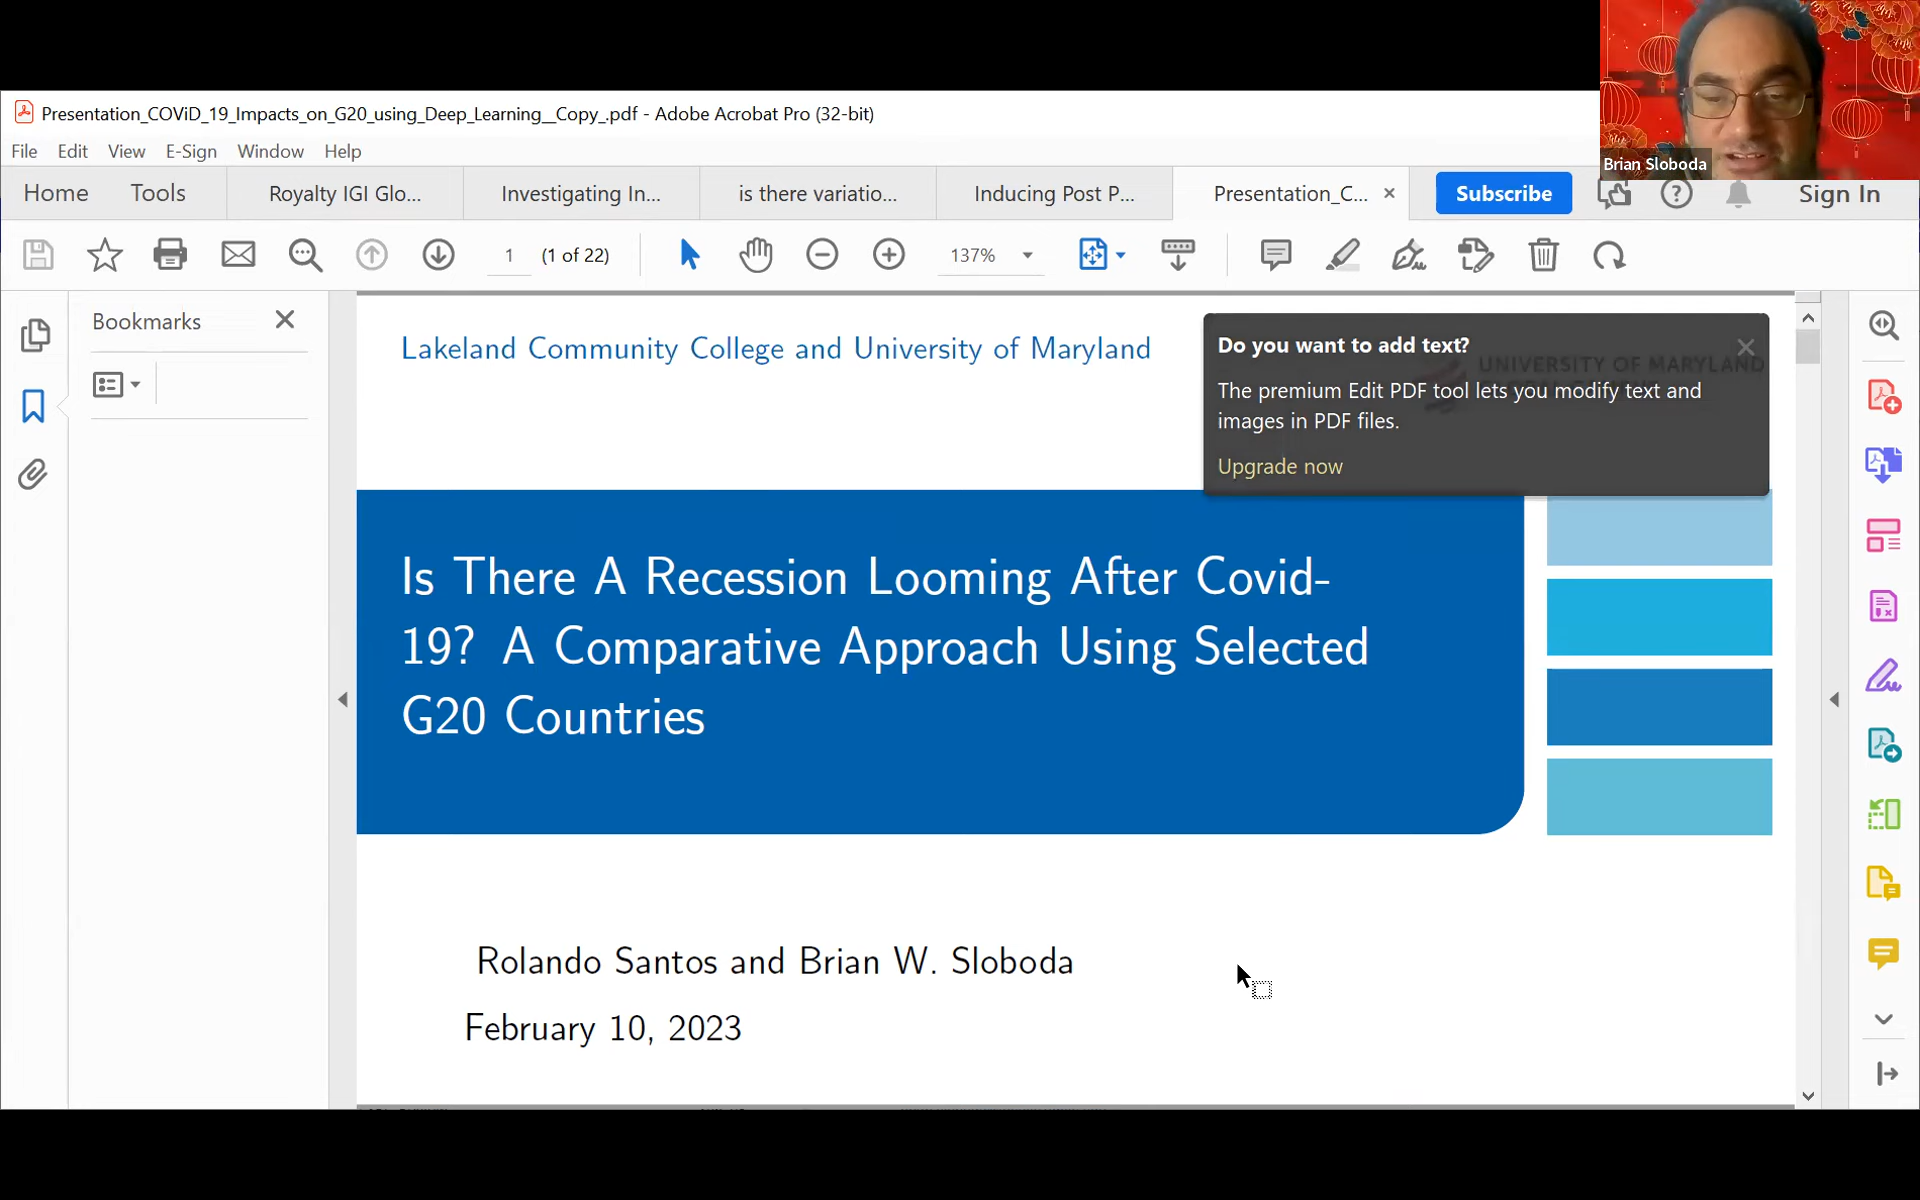 Presentation_COViD_19_Impacts_on_G20_using_Deep_Learning__Copy_.pdf - Adobe Acrobat Pro (32-bit)
Brian Sloboda
File Edit View E-Sign Window Help
Home Tools Royalty IGI Glo... Investigating In... is there variatio... Inducing Post P... Presentation_C... × Subscribe Sign In
1 (1 of 22) 137%
Bookmarks
Lakeland Community College and University of Maryland
Do you want to add text?
UNIVERSITY OF MARYLAND
The premium Edit PDF tool lets you modify text and
images in PDF files.
Upgrade now
Is There A Recession Looming After Covid-
19? A Comparative Approach Using Selected
G20 Countries
Rolando Santos and Brian W. Sloboda
February 10, 2023